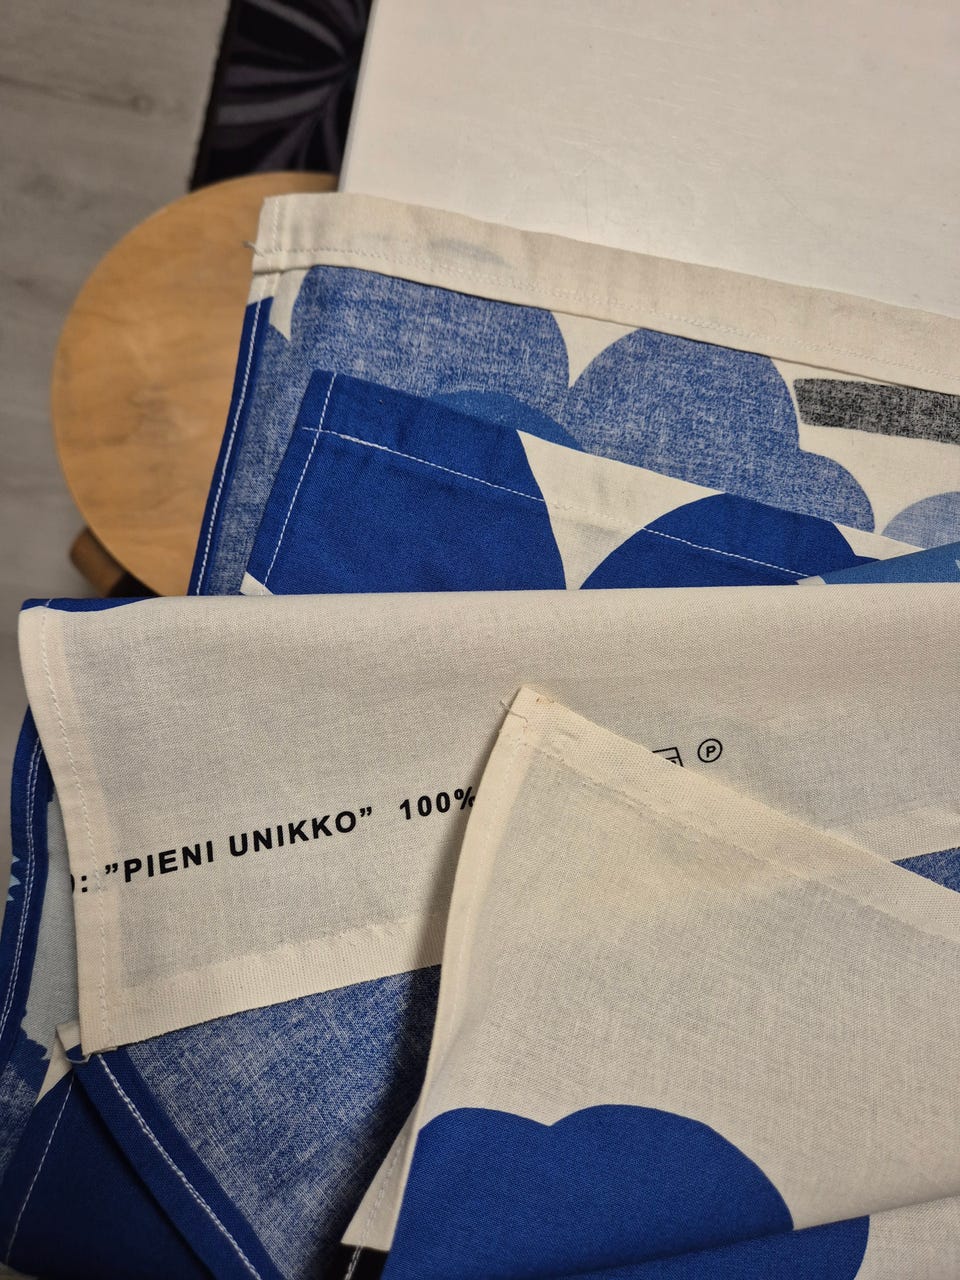 : ”PIENI UNIKKO” 100%
P